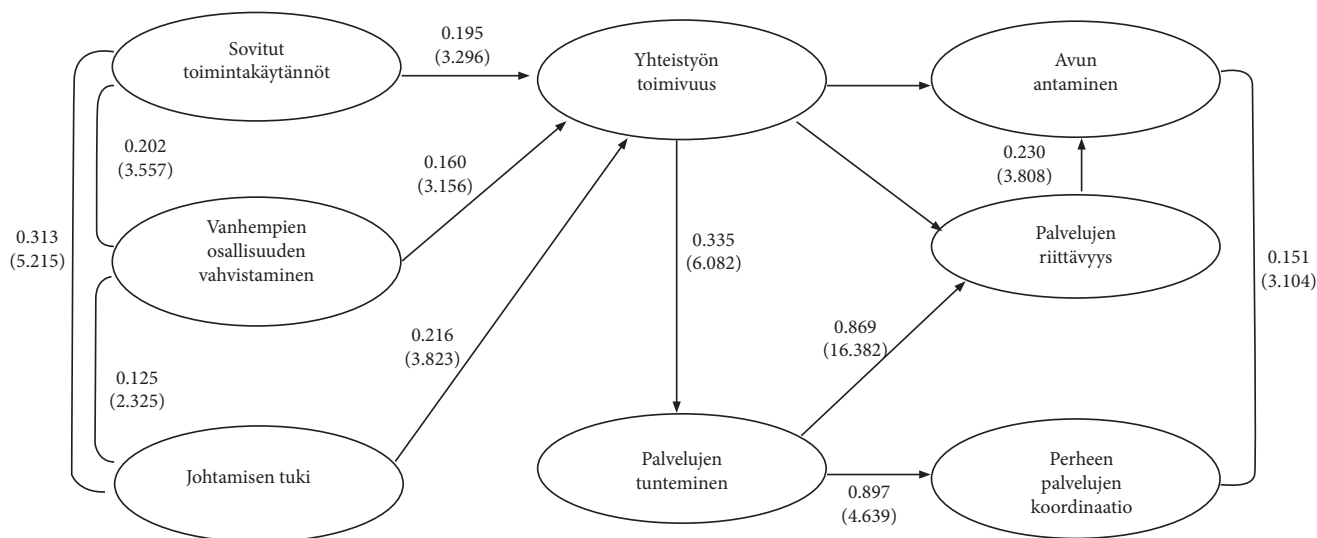 Sovitut
toimintakäytännöt
0.195
(3.296)
Yhteistyön
toimivuus
Avun
antaminen
0.202
(3.557)
0.160
(3.156)
0.230
(3.808)
0.313
(5.215)
Vanhempien
osallisuuden
vahvistaminen
0.335
(6.082)
Palvelujen
riittävyys
0.151
(3.104)
0.216
(3.823)
0.869
(16.382)
0.125
(2.325)
Johtamisen tuki
Palvelujen
tunteminen
0.897
(4.639)
Perheen
palvelujen
koordinaatio